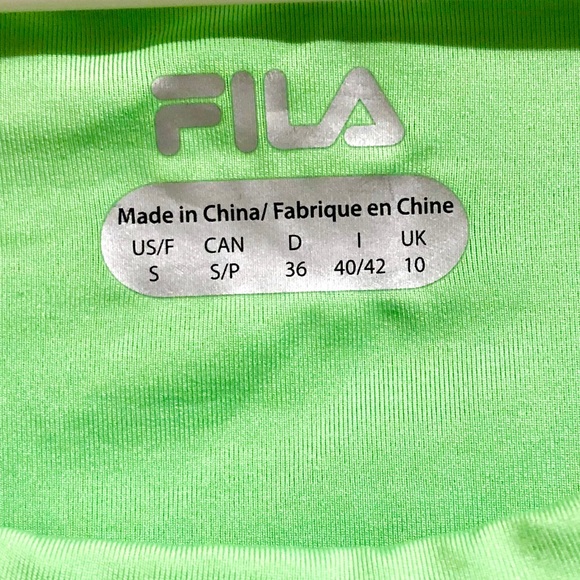 FILA
Made in China/ Fabrique en Chine
US/F CAN D I UK
S S/P 36 40/42 10